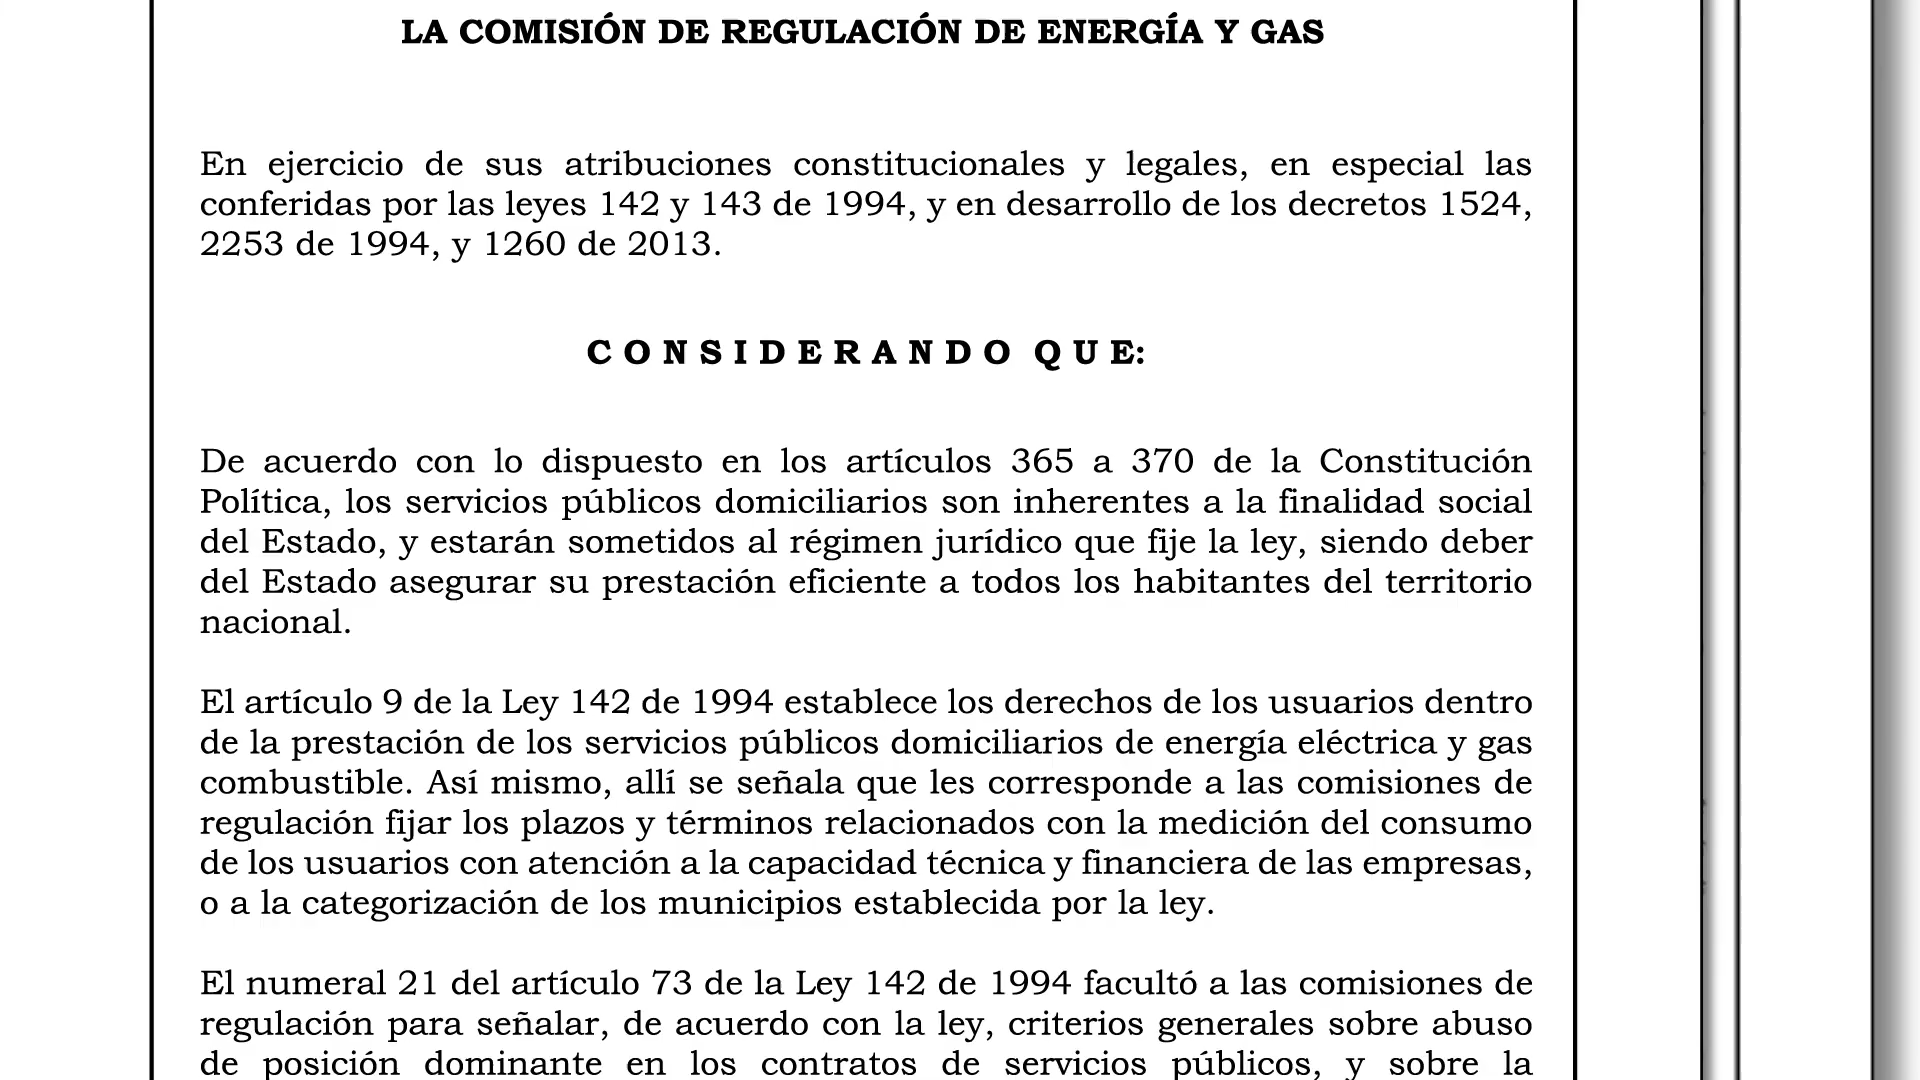 LA COMISIÓN DE REGULACIÓN DE ENERGÍA Y GAS
En ejercicio de sus atribuciones constitucionales y legales, en especial las
conferidas por las leyes 142 y 143 de 1994, y en desarrollo de los decretos 1524,
2253 de 1994, y 1260 de 2013.
C O N S I D E R A N D O Q U E:
De acuerdo con lo dispuesto en los artículos 365 a 370 de la Constitución
Política, los servicios públicos domiciliarios son inherentes a la finalidad social
del Estado, y estarán sometidos al régimen jurídico que fije la ley, siendo deber
del Estado asegurar su prestación eficiente a todos los habitantes del territorio
nacional.
El artículo 9 de la Ley 142 de 1994 establece los derechos de los usuarios dentro
de la prestación de los servicios públicos domiciliarios de energía eléctrica y gas
combustible. Así mismo, allí se señala que les corresponde a las comisiones de
regulación fijar los plazos y términos relacionados con la medición del consumo
de los usuarios con atención a la capacidad técnica y financiera de las empresas,
o a la categorización de los municipios establecida por la ley.
El numeral 21 del artículo 73 de la Ley 142 de 1994 facultó a las comisiones de
regulación para señalar, de acuerdo con la ley, criterios generales sobre abuso
de posición dominante en los contratos de servicios públicos, y sobre la